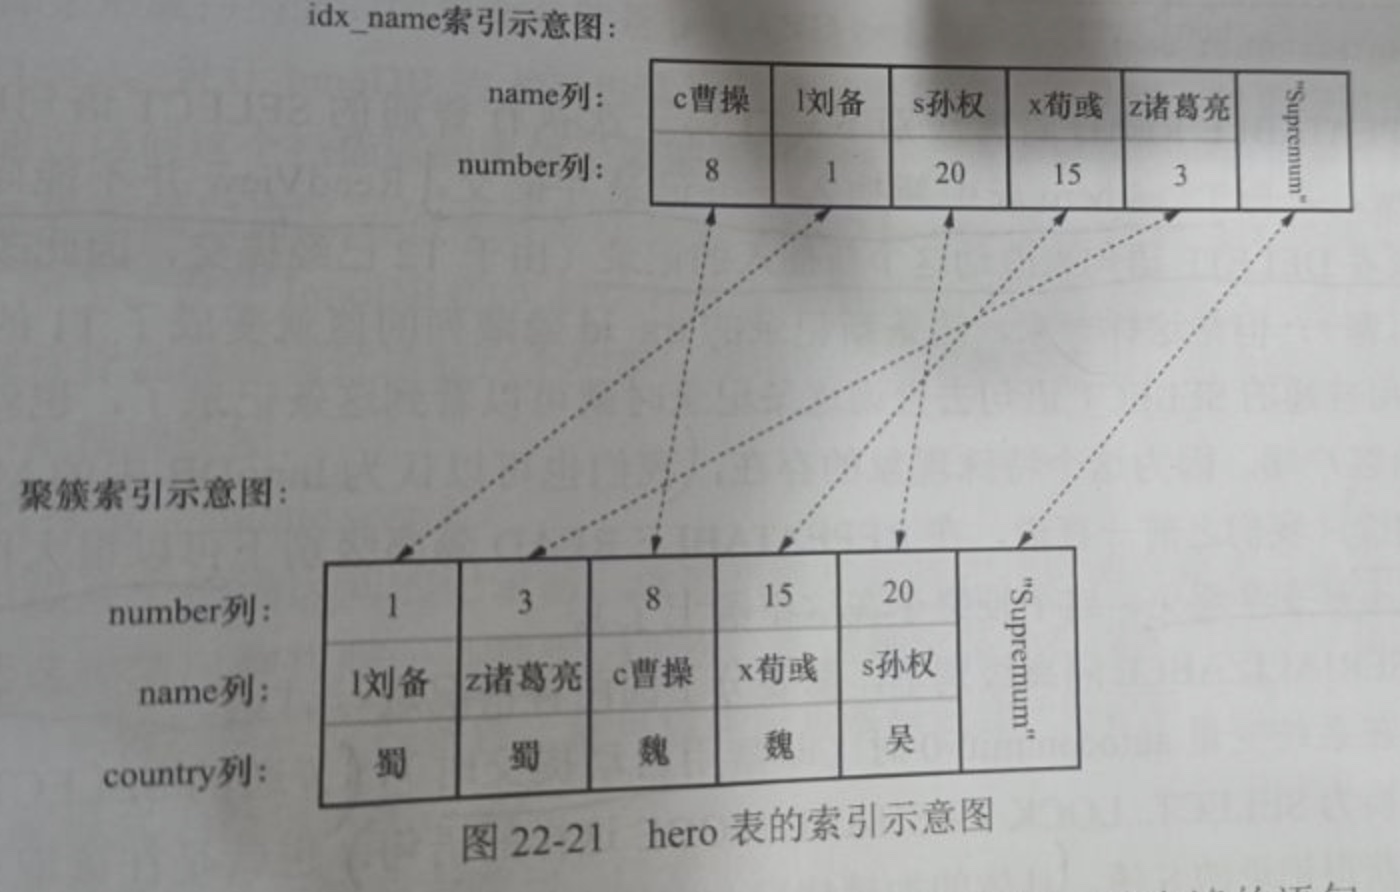 idx_name索引示意图：
name列： c曹操 l刘备 s孙权 x荀彧 z诸葛亮 "Supremum"
number列： 8 1 20 15 3
聚簇索引示意图：
number列： 1 3 8 15 20 "Supremum"
name列： l刘备 z诸葛亮 c曹操 x荀彧 s孙权
country列： 蜀 蜀 魏 魏 吴
图 22-21 hero 表的索引示意图